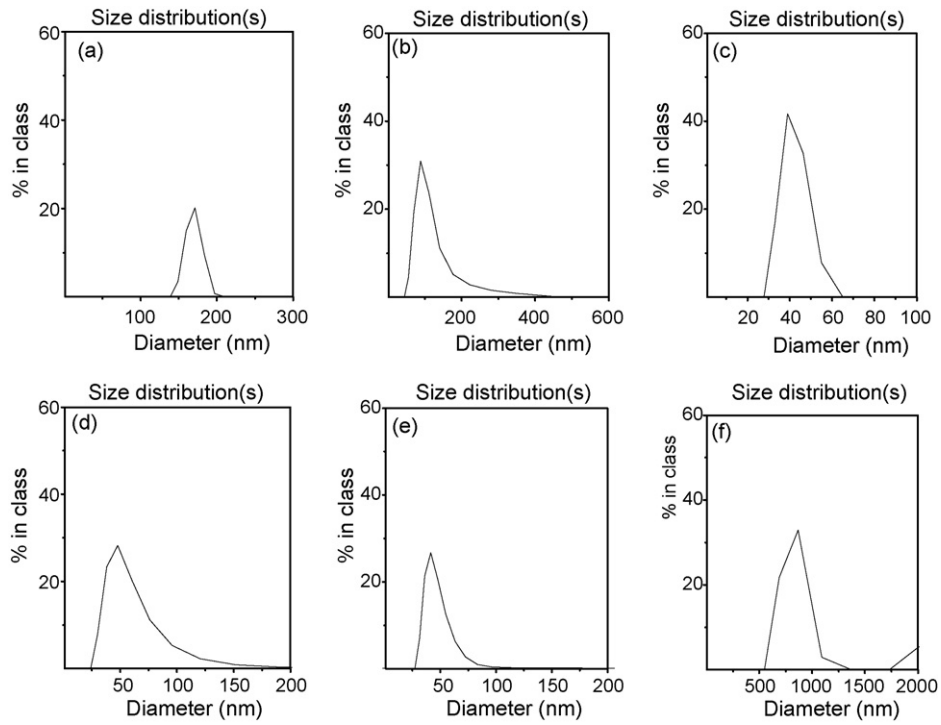 Size distribution(s)
(a)
% in class
60
40
20
100 200 300
Diameter (nm)
Size distribution(s)
(b)
% in class
60
40
20
200 400 600
Diameter (nm)
Size distribution(s)
(c)
% in class
60
40
20
20 40 60 80 100
Diameter (nm)
Size distribution(s)
(d)
% in class
60
40
20
50 100 150 200
Diameter (nm)
Size distribution(s)
(e)
% in class
60
40
20
50 100 150 200
Diameter (nm)
Size distribution(s)
(f)
% in class
60
40
20
500 1000 1500 2000
Diameter (nm)